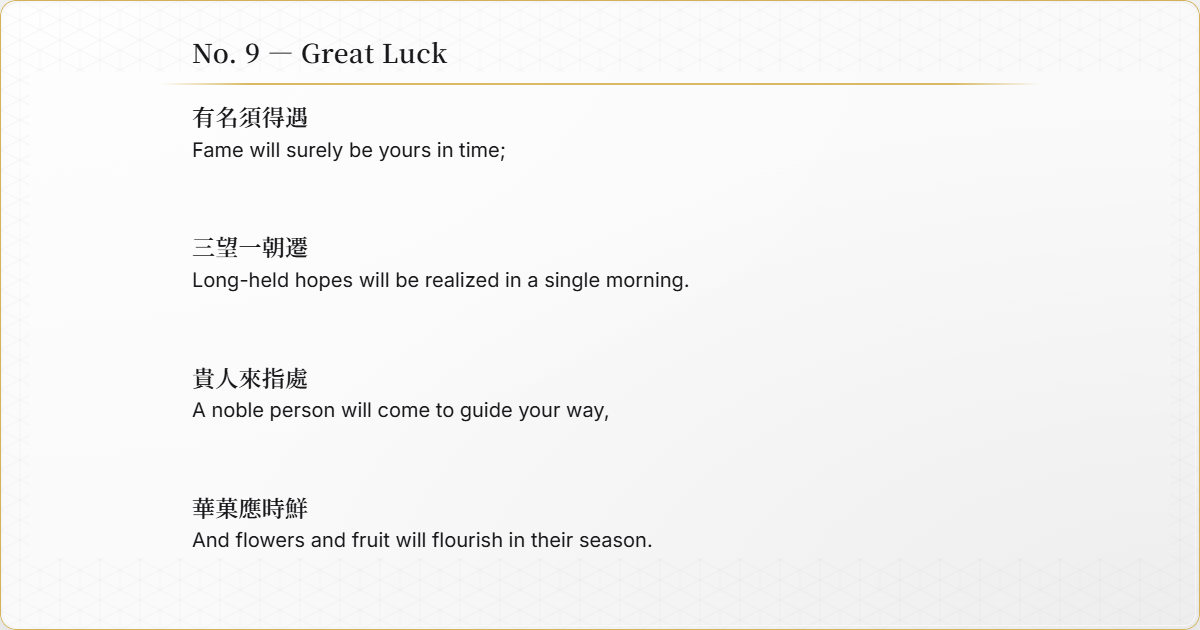 No. 9 — Great Luck
有名須得遇
Fame will surely be yours in time;
三望一朝遷
Long-held hopes will be realized in a single morning.
貴人來指處
A noble person will come to guide your way,
華菓應時鮮
And flowers and fruit will flourish in their season.